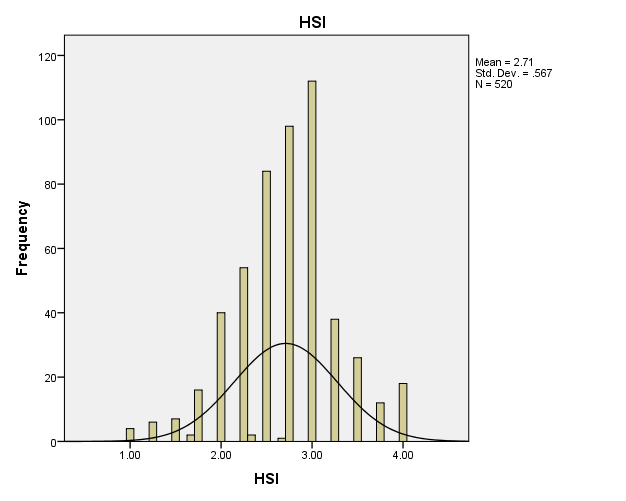 HSI
120
100
80
60
40
20
0
Frequency
1.00 2.00 3.00 4.00
HSI
Mean = 2.71
Std. Dev. = .567
N = 520